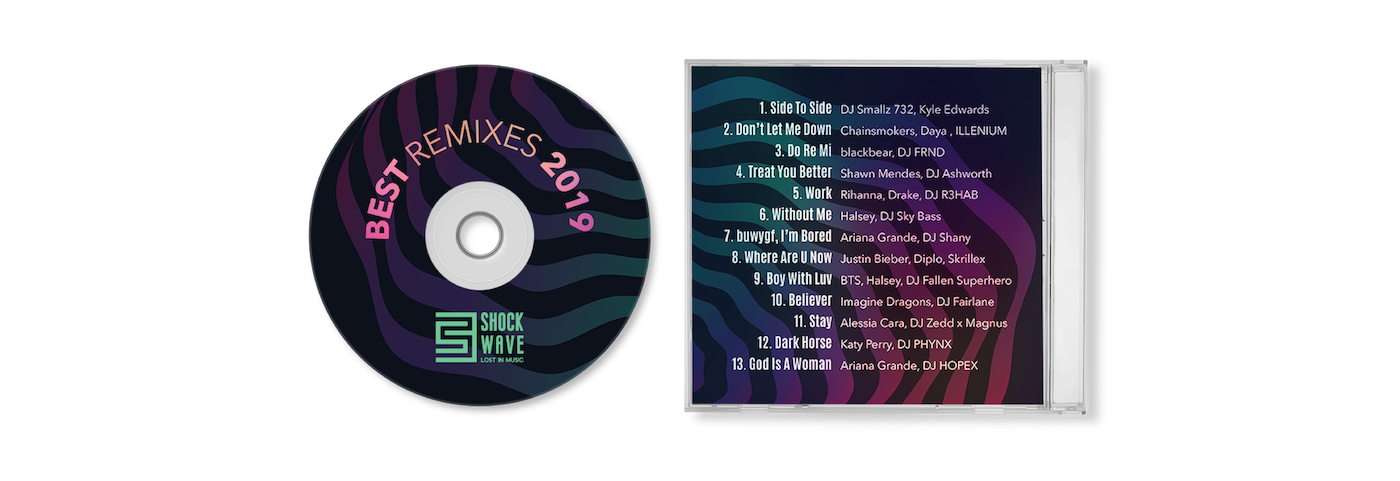 BEST REMIXES 2019
SHOCK
WAVE
LOST IN MUSIC
1. Side To Side DJ Smallz 732, Kyle Edwards
2. Don't Let Me Down Chainsmokers, Daya , ILLENIUM
3. Do Re Mi blackbear, DJ FRND
4. Treat You Better Shawn Mendes, DJ Ashworth
5. Work Rihanna, Drake, DJ R3HAB
6. Without Me Halsey, DJ Sky Bass
7. buwygf, I'm Bored Ariana Grande, DJ Shany
8. Where Are U Now Justin Bieber, Diplo, Skrillex
9. Boy With Luv BTS, Halsey, DJ Fallen Superhero
10. Believer Imagine Dragons, DJ Fairlane
11. Stay Alessia Cara, DJ Zedd x Magnus
12. Dark Horse Katy Perry, DJ PHYNX
13. God Is A Woman Ariana Grande, DJ HOPEX